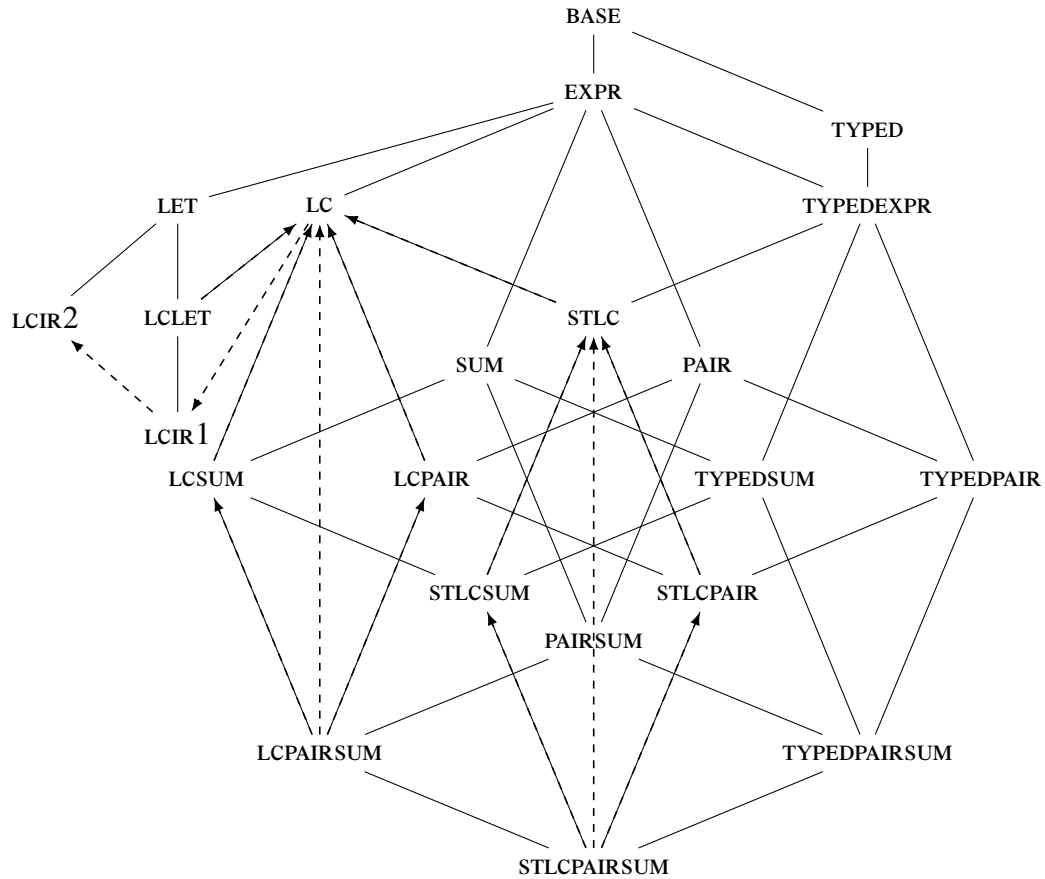 BASE
EXPR
TYPED
LET
LC
TYPEDEXPR
LCIR2
LCLET
STLC
SUM
PAIR
LCIR1
LCSUM
LCPAIR
TYPEDSUM
TYPEDPAIR
STLCSUM
STLCPAIR
PAIRSUM
LCPAIRSUM
TYPEDPAIRSUM
STLCPAIRSUM